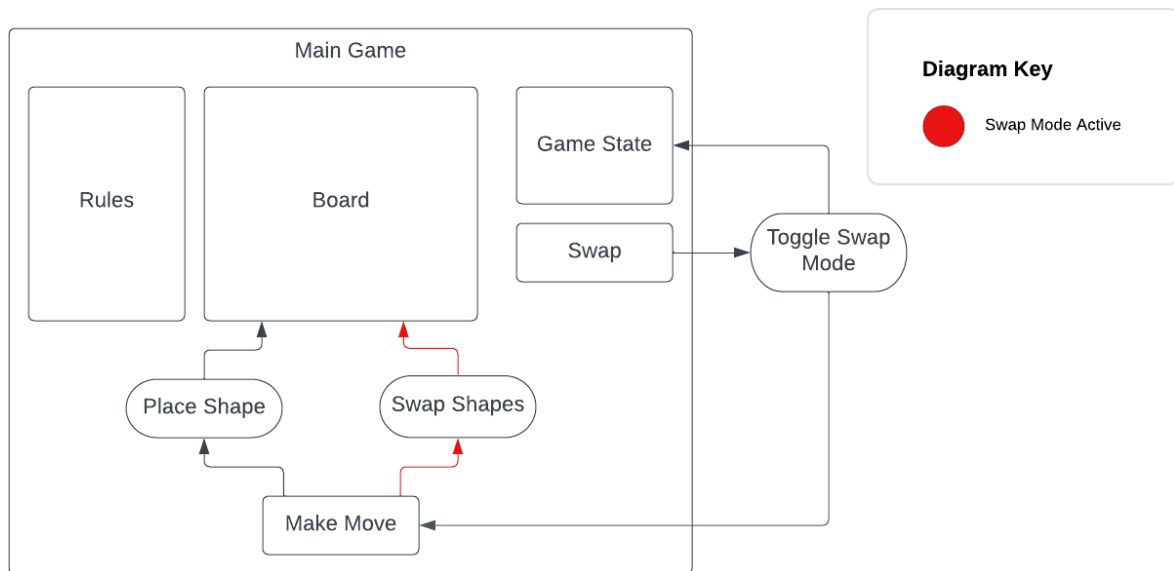 Main Game
Diagram Key
Swap Mode Active
Rules
Board
Game State
Swap
Toggle Swap
Mode
Place Shape
Swap Shapes
Make Move